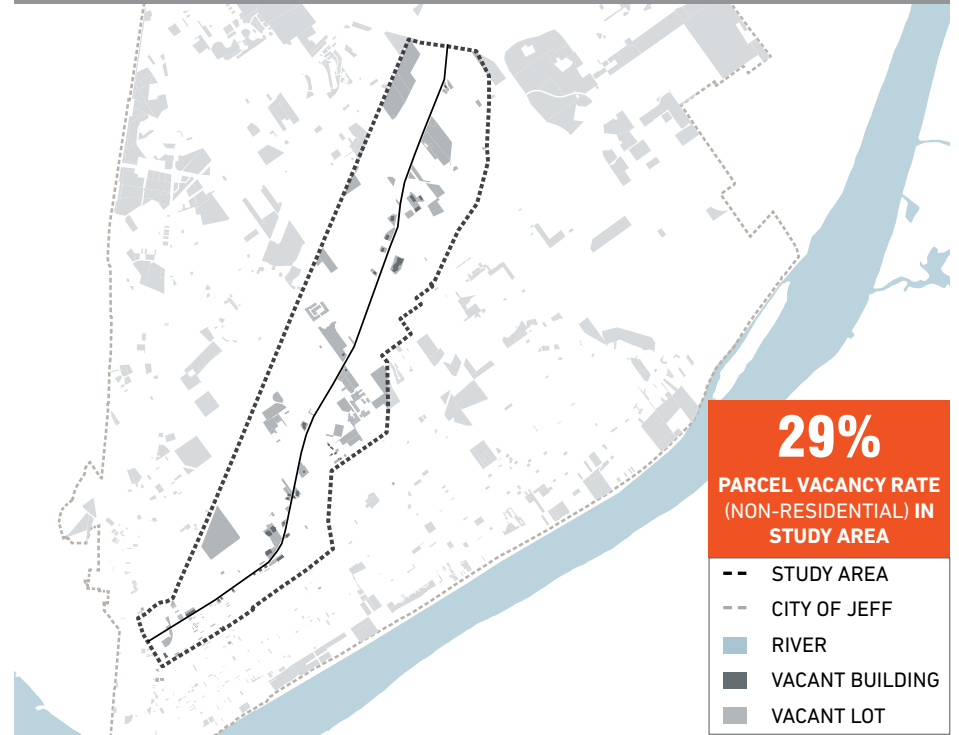 29%
PARCEL VACANCY RATE
(NON-RESIDENTIAL) IN
STUDY AREA
STUDY AREA
CITY OF JEFF
RIVER
VACANT BUILDING
VACANT LOT